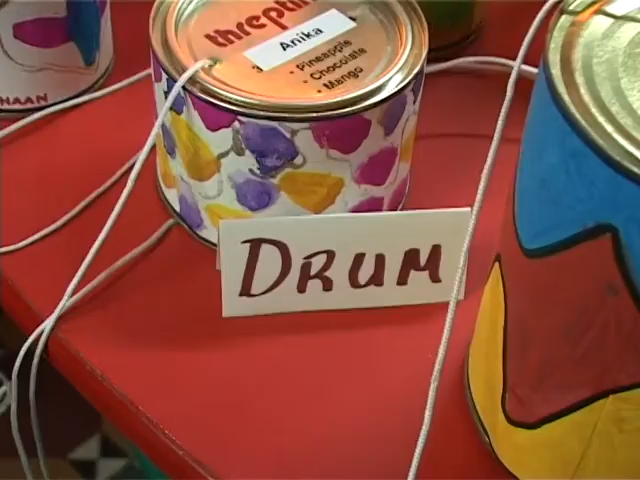 threptin
Anika
• Pineapple
• Chocolate
• Mango
HAAN
DRUM